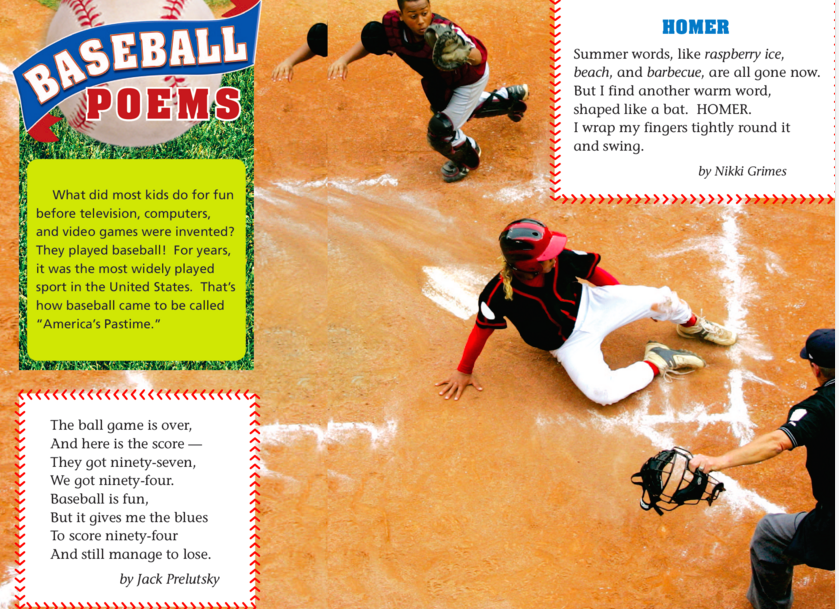 BASEBALL
POEMS
What did most kids do for fun
before television, computers,
and video games were invented?
They played baseball!  For years,
it was the most widely played
sport in the United States.  That's
how baseball came to be called
“America's Pastime.”
The ball game is over,
And here is the score —
They got ninety-seven,
We got ninety-four.
Baseball is fun,
But it gives me the blues
To score ninety-four
And still manage to lose.
by Jack Prelutsky
HOMER
Summer words, like raspberry ice,
beach, and barbecue, are all gone now.
But I find another warm word,
shaped like a bat.  HOMER.
I wrap my fingers tightly round it
and swing.
by Nikki Grimes